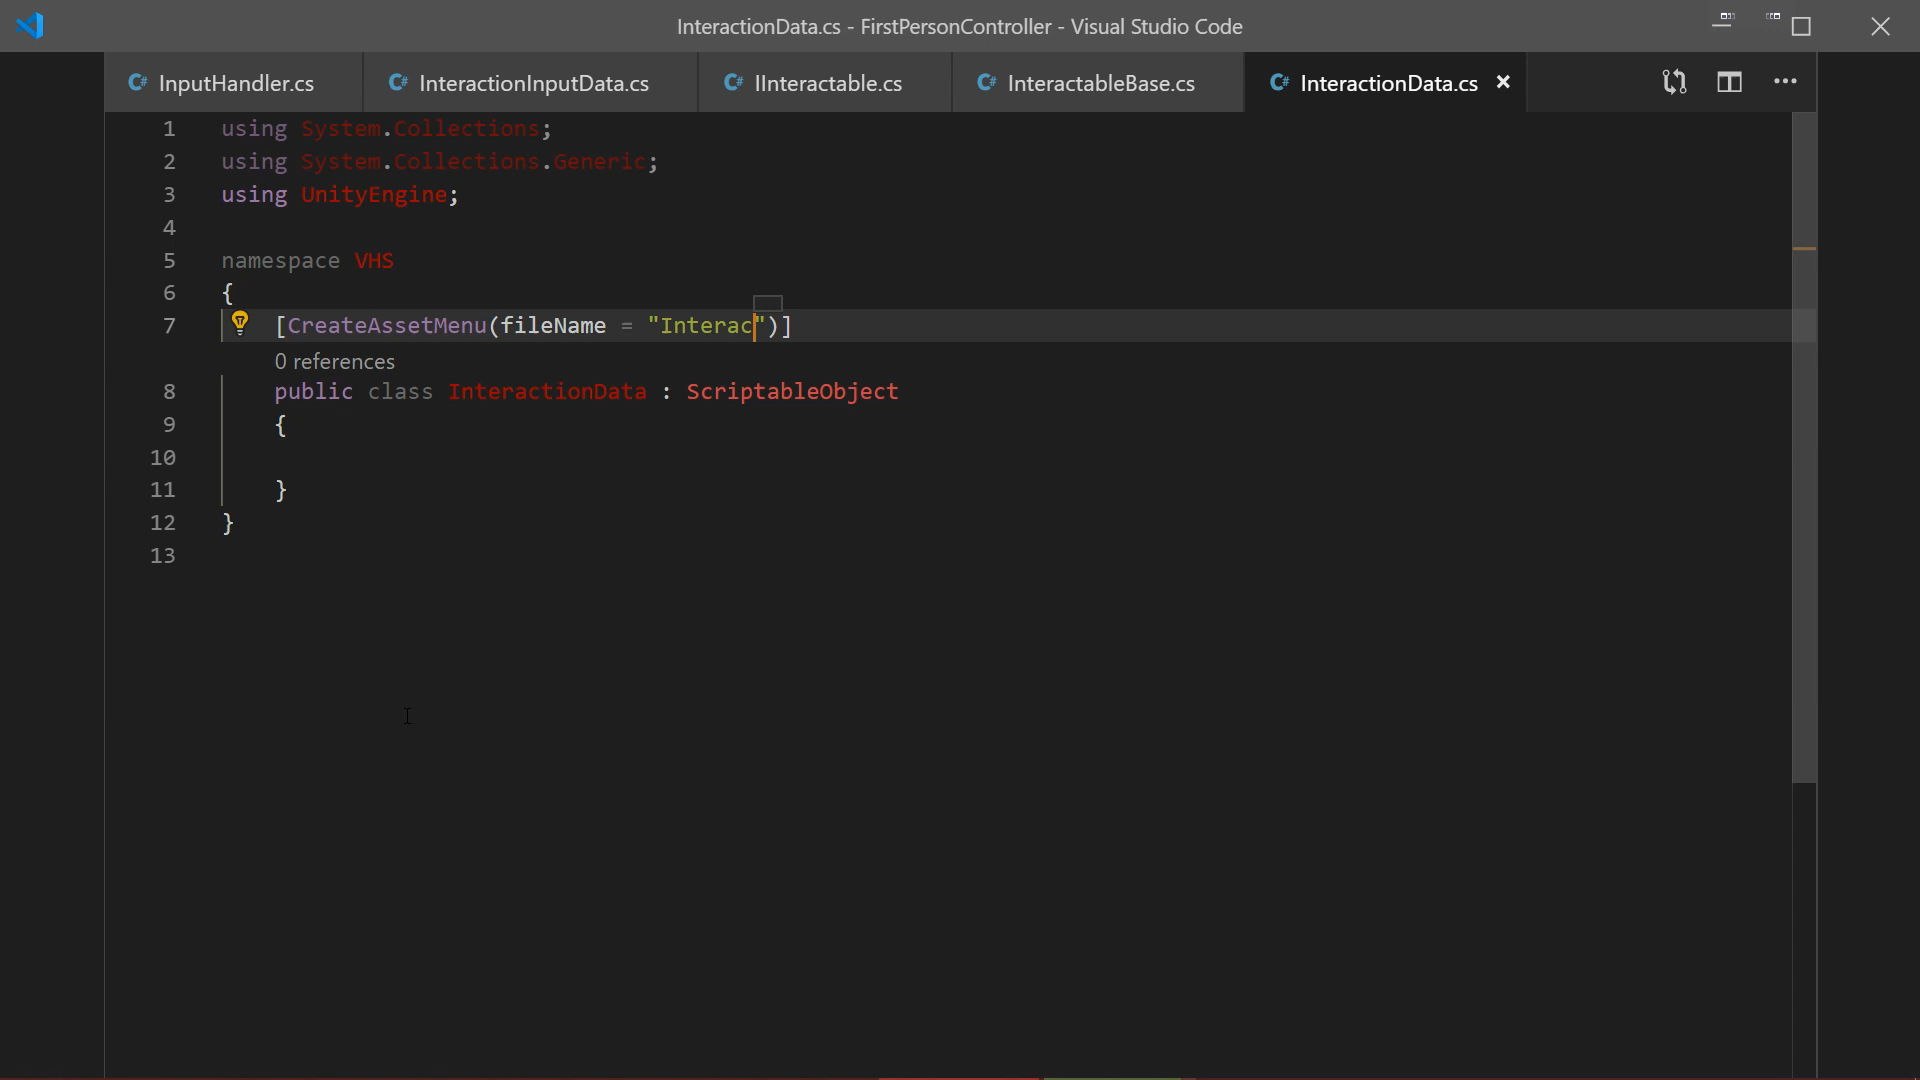 InteractionData.cs - FirstPersonController - Visual Studio Code
InputHandler.cs InteractionInputData.cs IInteractable.cs InteractableBase.cs InteractionData.cs
1 using System.Collections;
2 using System.Collections.Generic;
3 using UnityEngine;
4
5 namespace VHS
6 {
7 [CreateAssetMenu(fileName = "Interac")]
0 references
8 public class InteractionData : ScriptableObject
9 {
10
11 }
12 }
13